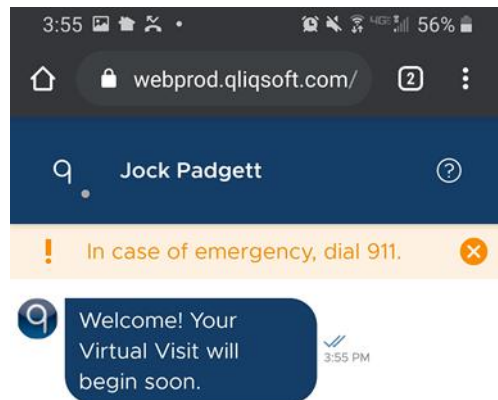 3:55 4GE 56%
webprod.qliqsoft.com/ 2
q Jock Padgett ?
! In case of emergency, dial 911.
q Welcome! Your
Virtual Visit will
begin soon.
3:55 PM